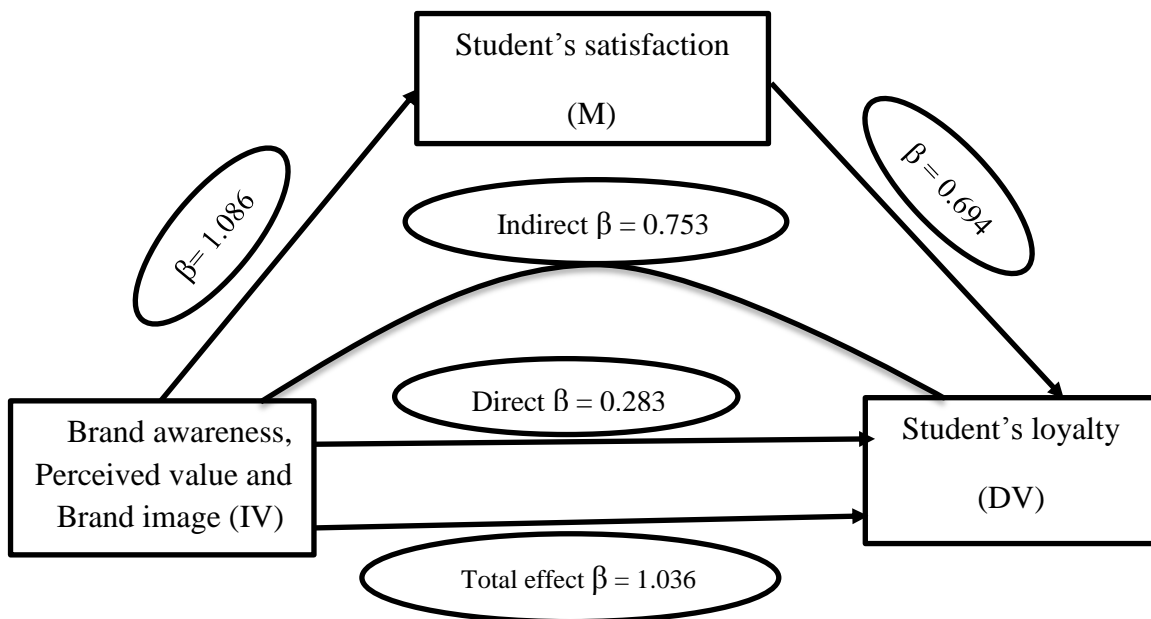 Student’s satisfaction
(M)
β= 1.086
β = 0.694
Indirect β = 0.753
Direct β = 0.283
Brand awareness,
Perceived value and
Brand image (IV)
Student’s loyalty
(DV)
Total effect β = 1.036